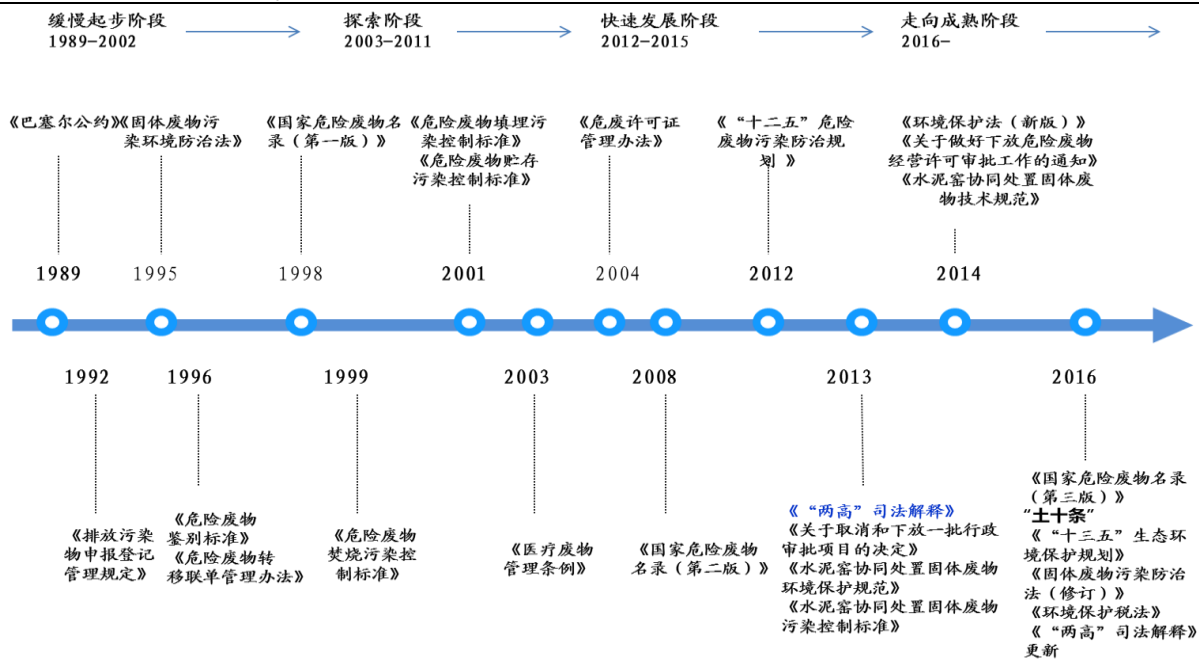 缓慢起步阶段
1989-2002
探索阶段
2003-2011
快速发展阶段
2012-2015
走向成熟阶段
2016-
《巴塞尔公约》
《固体废物污
染环境防治法》
《国家危险废物名
录（第一版）》
《危险废物填埋污
染控制标准》
《危险废物贮存
污染控制标准》
《危废许可证
管理办法》
《“十二五”危险
废物污染防治规
划 》
《环境保护法（新版）》
《关于做好下放危险废物
经营许可审批工作的通知》
《水泥窑协同处置固体废
物技术规范》
1989
1995
1998
2001
2004
2012
2014
1992
1996
1999
2003
2008
2013
2016
《排放污染
物申报登记
管理规定》
《危险废物
鉴别标准》
《危险废物转
移联单管理办法》
《危险废物
焚烧污染控
制标准》
《医疗废物
管理条例》
《国家危险废物
名录（第二版）》
《“两高”司法解释》
《关于取消和下放一批行政
审批项目的决定》
《水泥窑协同处置固体废物
环境保护规范》
《水泥窑协同处置固体废物
污染控制标准》
《国家危险废物名录
（第三版）》
“土十条”
《“十三五”生态环
境保护规划》
《固体废物污染防治
法（修订）》
《环境保护税法》
《“两高”司法解释》
更新